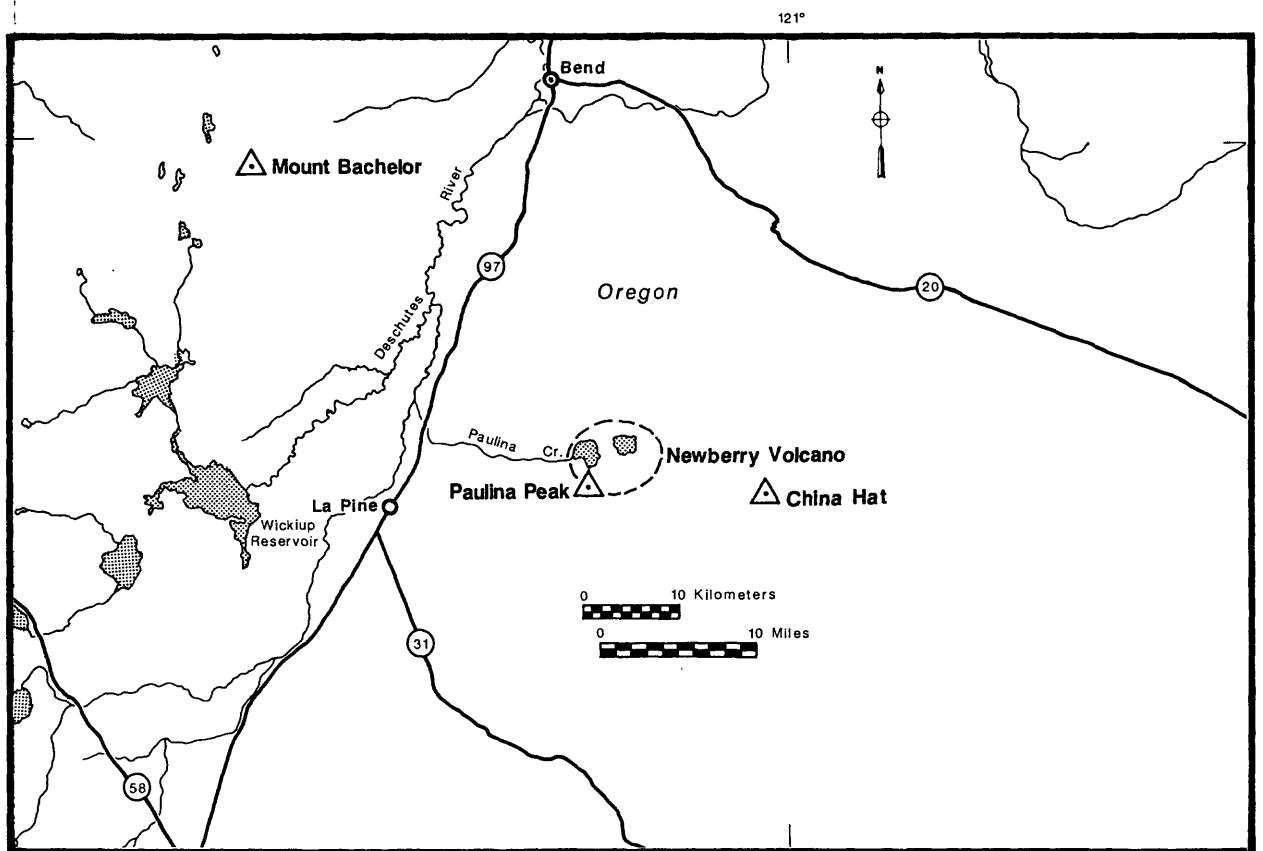 121°
Bend
N
Mount Bachelor
River
97
Oregon
20
Deschutes
Paulina Cr.
Newberry Volcano
Paulina Peak
China Hat
La Pine
Wickiup
Reservoir
0 10 Kilometers
0 10 Miles
31
58